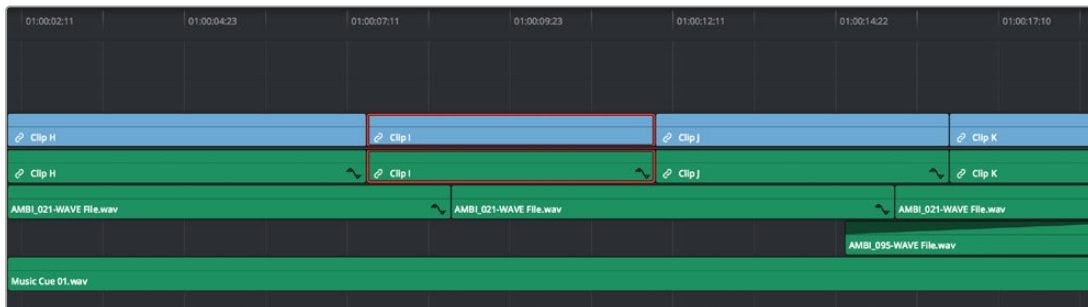 01:00:02:11 01:00:04:23 01:00:07:11 01:00:09:23 01:00:12:11 01:00:14:22 01:00:17:10
Clip H Clip I Clip J Clip K
Clip H Clip I Clip J Clip K
AMBI_021-WAVE File.wav AMBI_021-WAVE File.wav AMBI_021-WAVE File.wav
AMBI_095-WAVE File.wav
Music Cue 01.wav